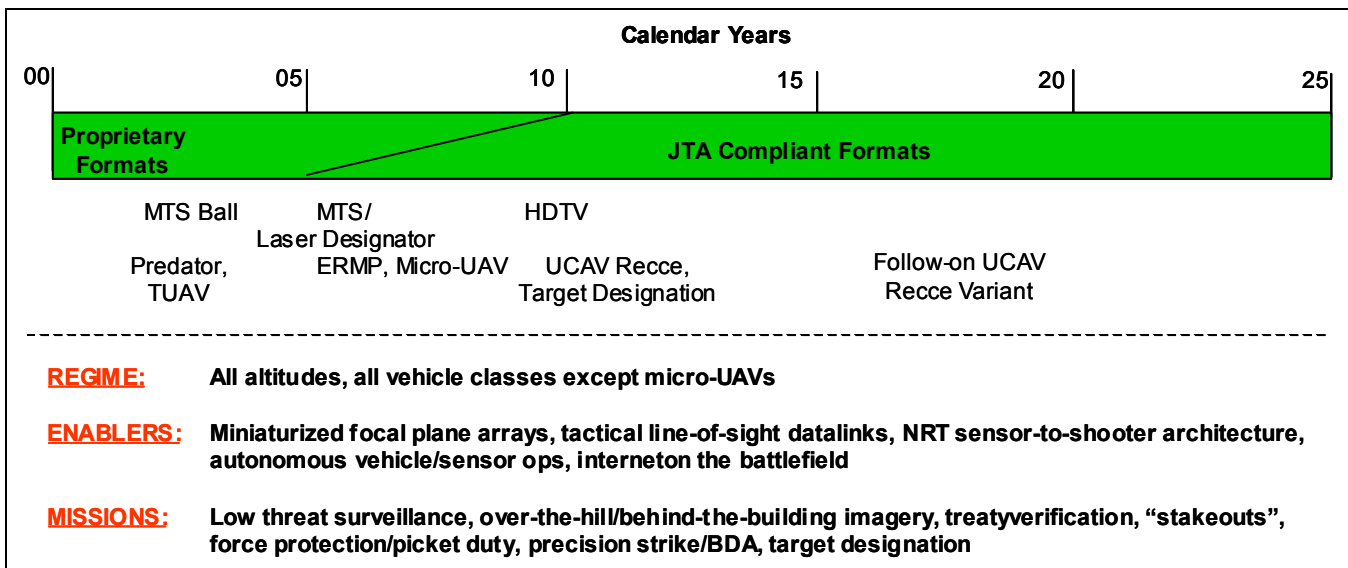 Calendar Years
00 05 10 15 20 25
Proprietary
Formats
JTA Compliant Formats
MTS Ball
MTS/
Laser Designator
HDTV
Predator,
TUAV
ERMP, Micro-UAV
UCAV Recce,
Target Designation
Follow-on UCAV
Recce Variant
REGIME: All altitudes, all vehicle classes except micro-UAVs
ENABLERS: Miniaturized focal plane arrays, tactical line-of-sight datalinks, NRT sensor-to-shooter architecture,
autonomous vehicle/sensor ops, interneton the battlefield
MISSIONS: Low threat surveillance, over-the-hill/behind-the-building imagery, treatyverification, “stakeouts”,
force protection/picket duty, precision strike/BDA, target designation